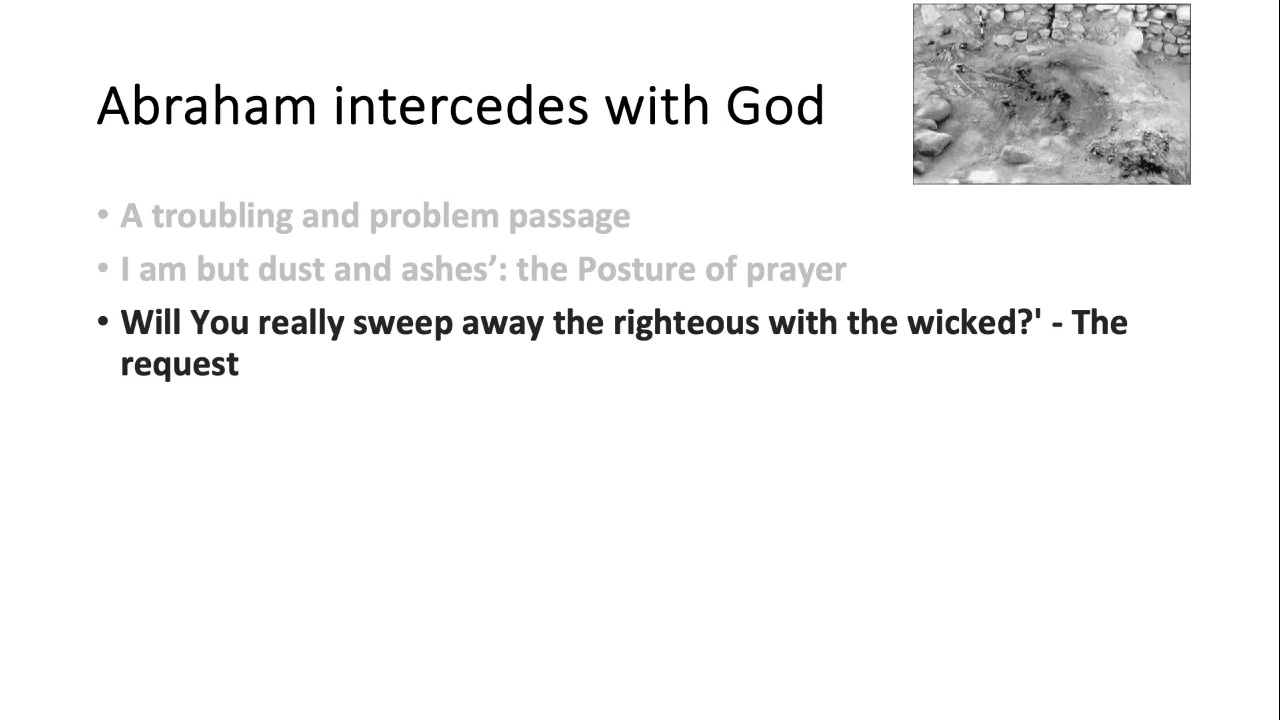 Abraham intercedes with God
• A troubling and problem passage
• I am but dust and ashes’: the Posture of prayer
• Will You really sweep away the righteous with the wicked?' - The
request